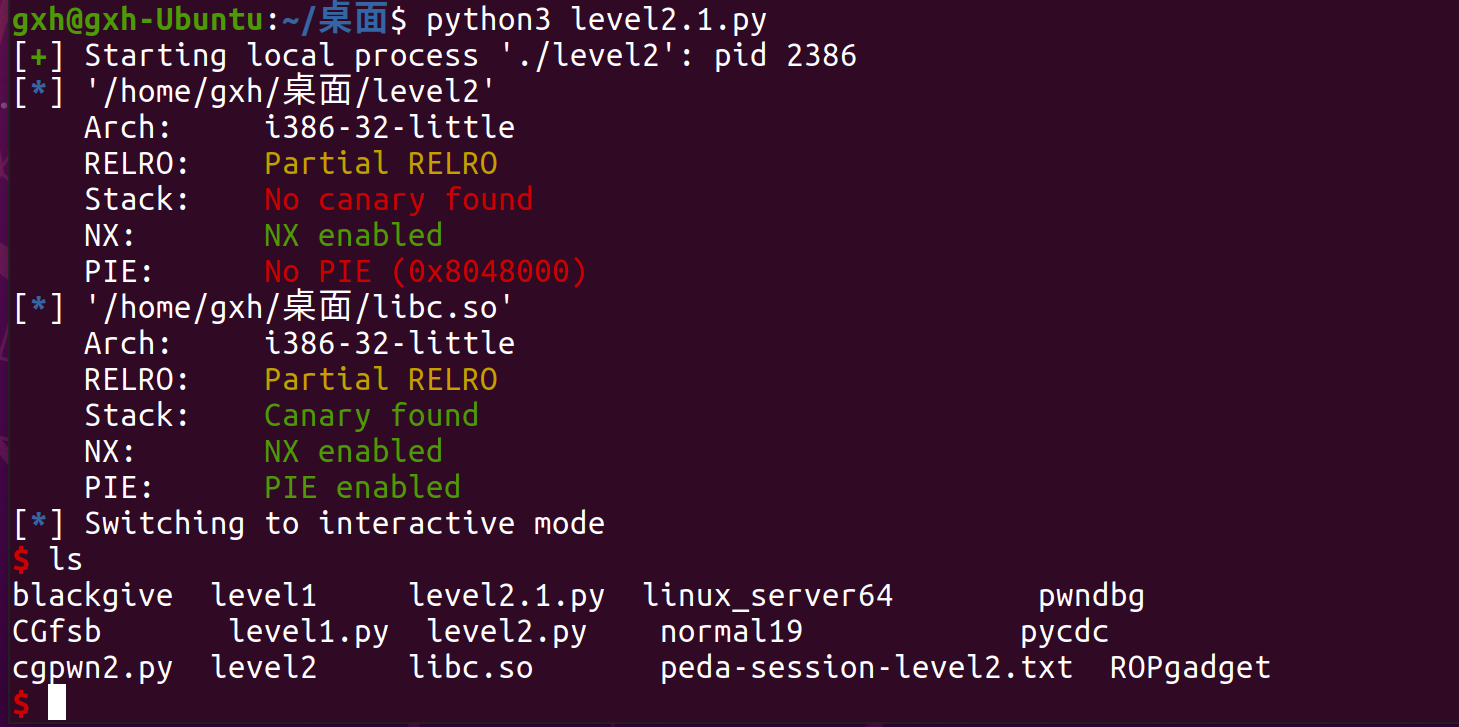 gxh@gxh-Ubuntu:~/桌面$ python3 level2.1.py
[+] Starting local process './level2': pid 2386
[*] '/home/gxh/桌面/level2'
    Arch:     i386-32-little
    RELRO:    Partial RELRO
    Stack:    No canary found
    NX:       NX enabled
    PIE:      No PIE (0x8048000)
[*] '/home/gxh/桌面/libc.so'
    Arch:     i386-32-little
    RELRO:    Partial RELRO
    Stack:    Canary found
    NX:       NX enabled
    PIE:      PIE enabled
[*] Switching to interactive mode
$ ls
blackgive  level1     level2.1.py  linux_server64        pwndbg
CGfsb       level1.py  level2.py    normal19            pycdc
cgpwn2.py  level2     libc.so       peda-session-level2.txt  ROPgadget
$